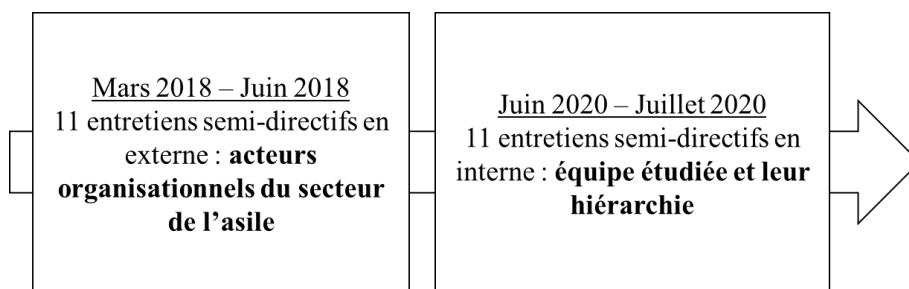 Mars 2018 – Juin 2018
11 entretiens semi-directifs en
externe : acteurs
organisationnels du secteur
de l’asile
Juin 2020 – Juillet 2020
11 entretiens semi-directifs en
interne : équipe étudiée et leur
hiérarchie